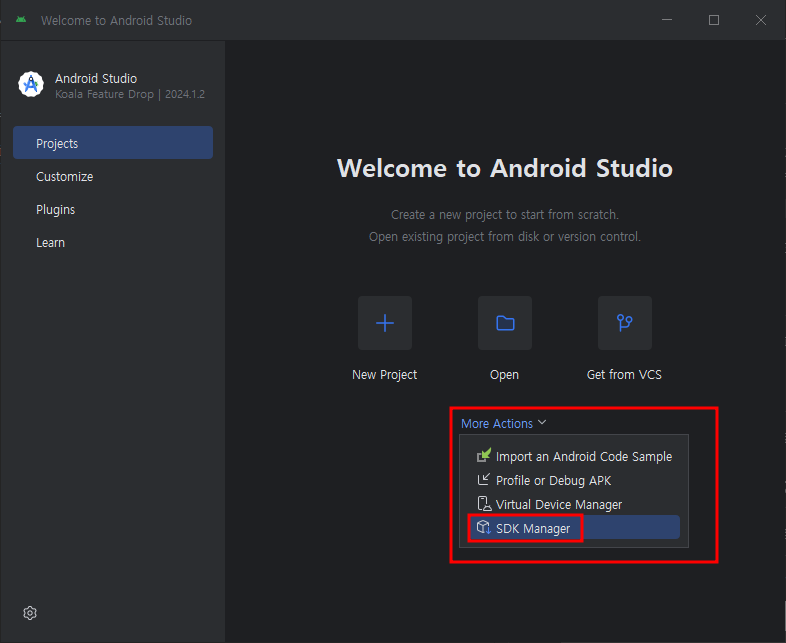 Welcome to Android Studio
Android Studio
Koala Feature Drop | 2024.1.2
Projects
Customize
Plugins
Learn
Welcome to Android Studio
Create a new project to start from scratch.
Open existing project from disk or version control.
New Project
Open
Get from VCS
More Actions
Import an Android Code Sample
Profile or Debug APK
Virtual Device Manager
SDK Manager